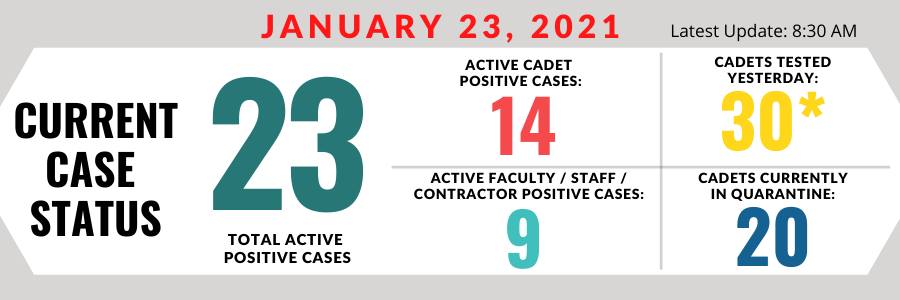 JANUARY 23, 2021
Latest Update: 8:30 AM
CURRENT
CASE
STATUS
23
TOTAL ACTIVE
POSITIVE CASES
ACTIVE CADET
POSITIVE CASES:
14
CADETS TESTED
YESTERDAY:
30*
ACTIVE FACULTY / STAFF /
CONTRACTOR POSITIVE CASES:
9
CADETS CURRENTLY
IN QUARANTINE:
20